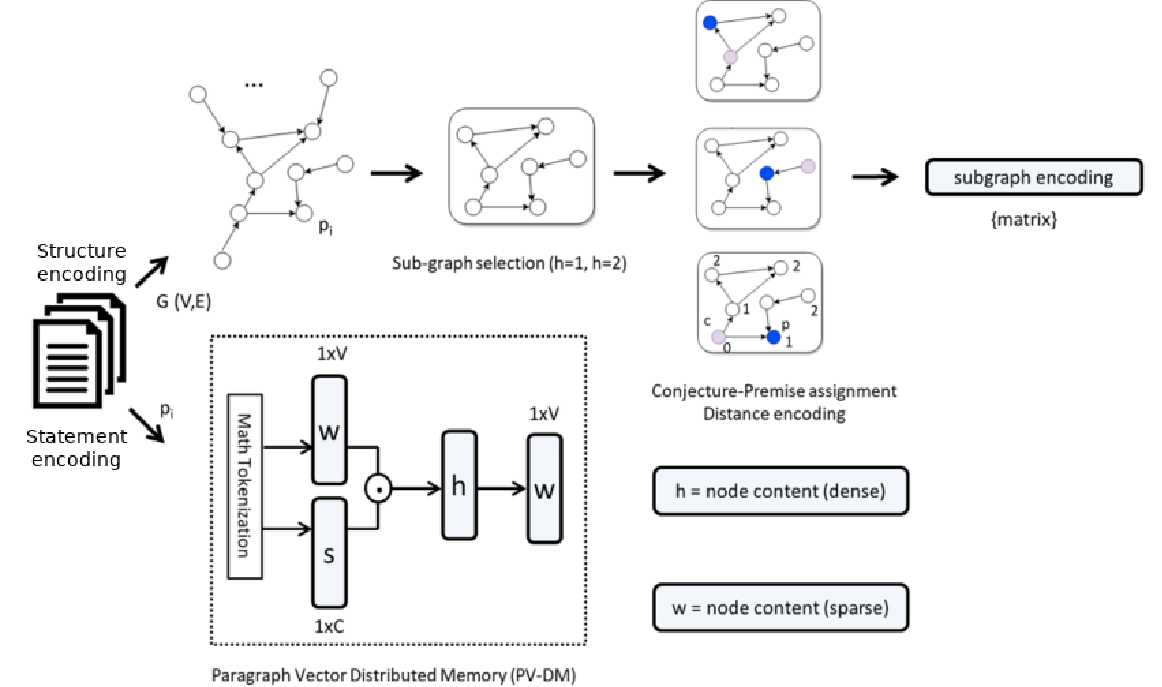 ...
p_i
Structure
encoding
G (V,E)
Sub-graph selection (h=1, h=2)
2
2
1
2
c
p
0
1
Conjecture-Premise assignment
Distance encoding
subgraph encoding
{matrix}
p_i
Statement
encoding
Math Tokenization
1xV
w
s
1xC
h
1xV
w
Paragraph Vector Distributed Memory (PV-DM)
h = node content (dense)
w = node content (sparse)